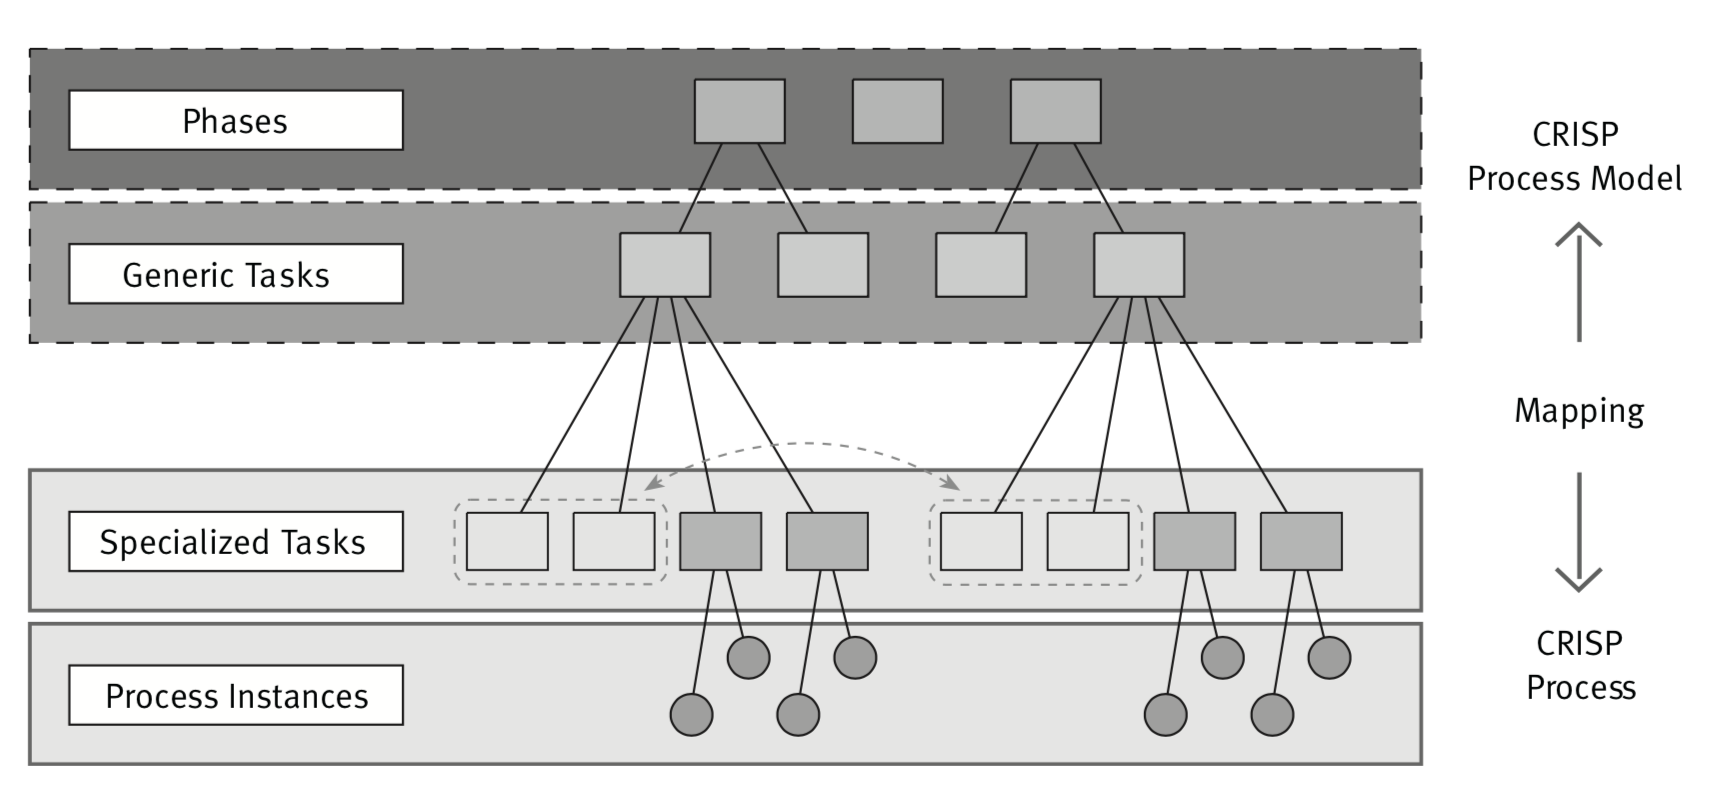 Phases
CRISP
Process Model
Generic Tasks
Mapping
Specialized Tasks
CRISP
Process
Process Instances